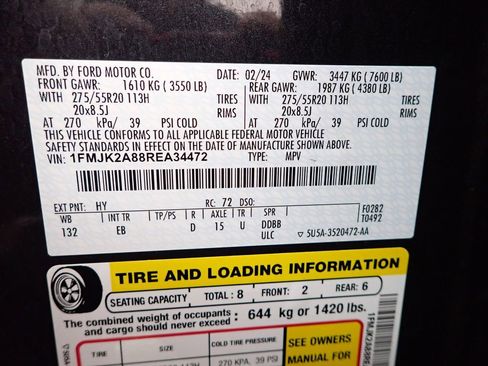 MFD. BY FORD MOTOR CO. DATE: 02/24 GVWR: 3447 KG (7600 LB)
FRONT GAWR: 1610 KG (3550 LB) REAR GAWR: 1987 KG (4380 LB)
WITH 275/55R20 113H TIRES WITH 275/55R20 113H TIRES
20x8.5J RIMS 20x8.5J RIMS
AT 270 kPa/ 39 PSI COLD AT 270 kPa/ 39 PSI COLD
THIS VEHICLE CONFORMS TO ALL APPLICABLE FEDERAL MOTOR VEHICLE
SAFETY STANDARDS IN EFFECT ON THE DATE OF MANUFACTURE SHOWN ABOVE.
VIN: 1FMJK2A88REA34472 TYPE: MPV
EXT PNT: HY RC: 72 DSO: F0282
WB INT TR TP/PS R AXLE TR SPR T0492
132 EB D 15 U DDBB
ULC ▽ 5U5A-3520472-AA
TIRE AND LOADING INFORMATION
SEATING CAPACITY TOTAL: 8 FRONT: 2 REAR: 6
The combined weight of occupants
and cargo should never exceed : 644 kg or 1420 lbs.
TIRE SIZE COLD TIRE PRESSURE SEE OWNERS
270 KPA, 39 PSI MANUAL FOR